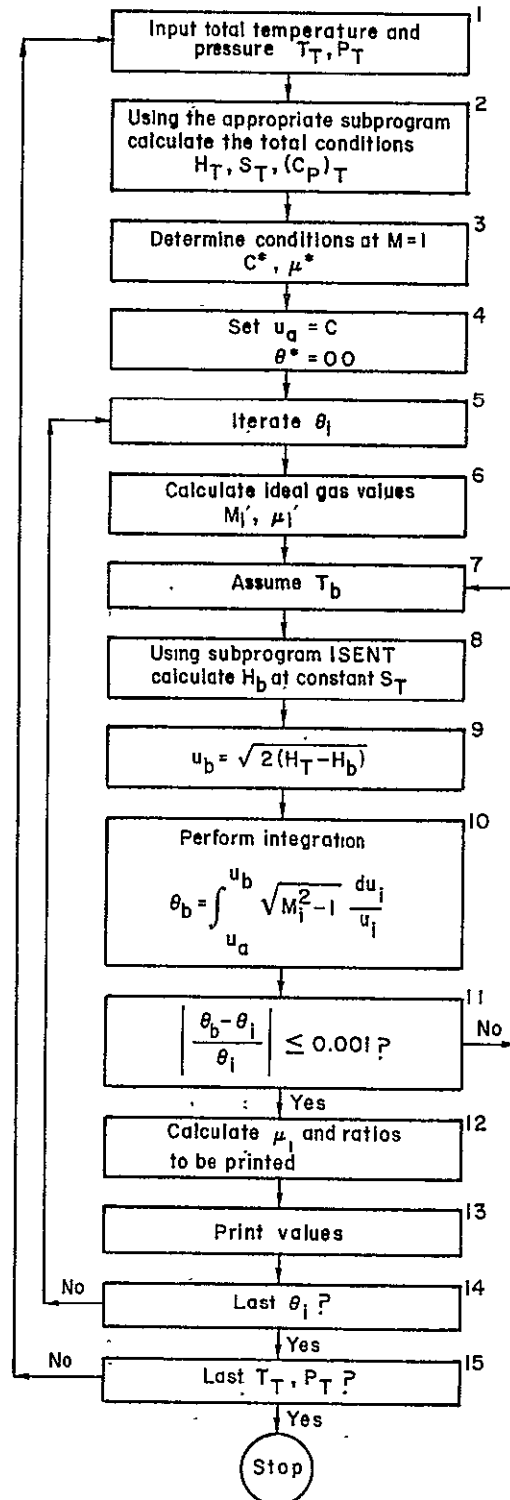 1
Input total temperature and
pressure T_T, P_T
2
Using the appropriate subprogram
calculate the total conditions
H_T, S_T, (C_P)_T
3
Determine conditions at M=1
C*, μ*
4
Set u_a = C
θ* = 00
5
Iterate θ_i
6
Calculate ideal gas values
M_i', μ_i'
7
Assume T_b
8
Using subprogram ISENT
calculate H_b at constant S_T
9
u_b = √2(H_T-H_b)
10
Perform integration
θ_b = ∫_{u_a}^{u_b} √M_i^2-1 du_i/u_i
11
|θ_b-θ_i / θ_i| ≤ 0.001?
No
Yes
12
Calculate μ_i and ratios
to be printed
13
Print values
14
No
Last θ_i ?
Yes
15
No
Last T_T, P_T ?
Yes
Stop